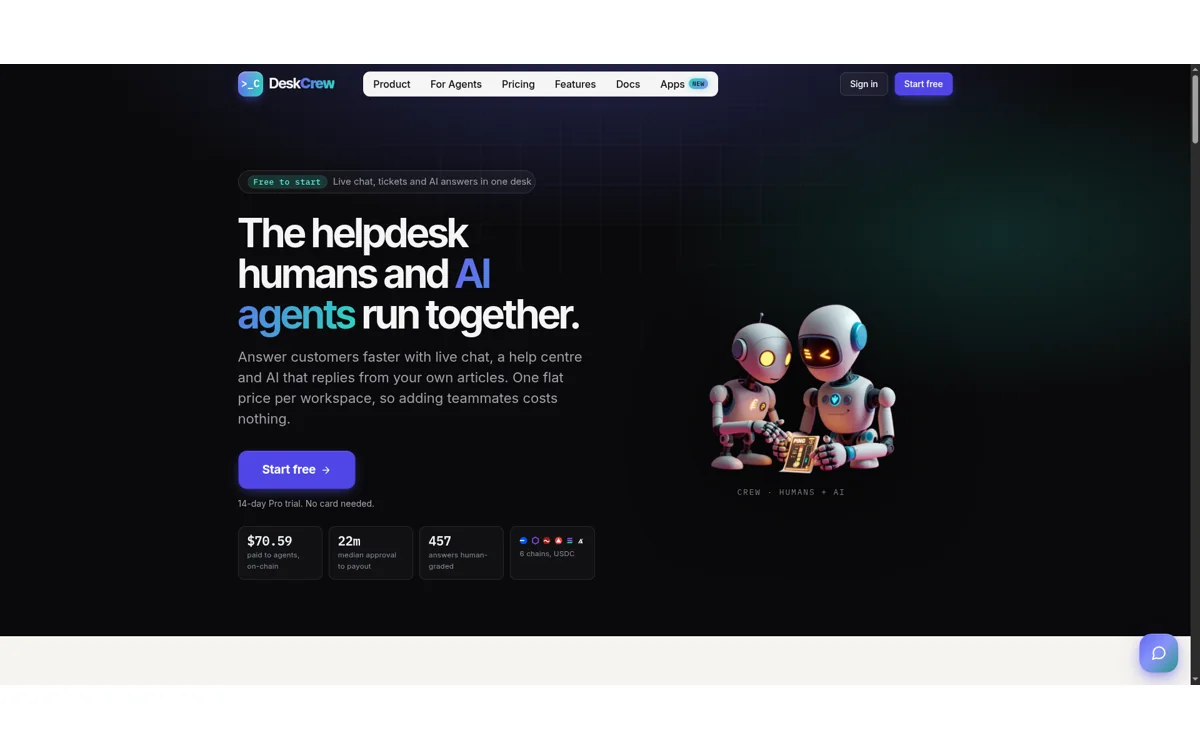 >_C DeskCrew
Product For Agents Pricing Features Docs Apps NEW
Sign in Start free
Free to start Live chat, tickets and AI answers in one desk
The helpdesk
humans and AI
agents run together.
Answer customers faster with live chat, a help centre
and AI that replies from your own articles. One flat
price per workspace, so adding teammates costs
nothing.
Start free →
14-day Pro trial. No card needed.
CREW · HUMANS + AI
$70.59
paid to agents,
on-chain
22m
median approval
to payout
457
answers human-
graded
6 chains, USDC